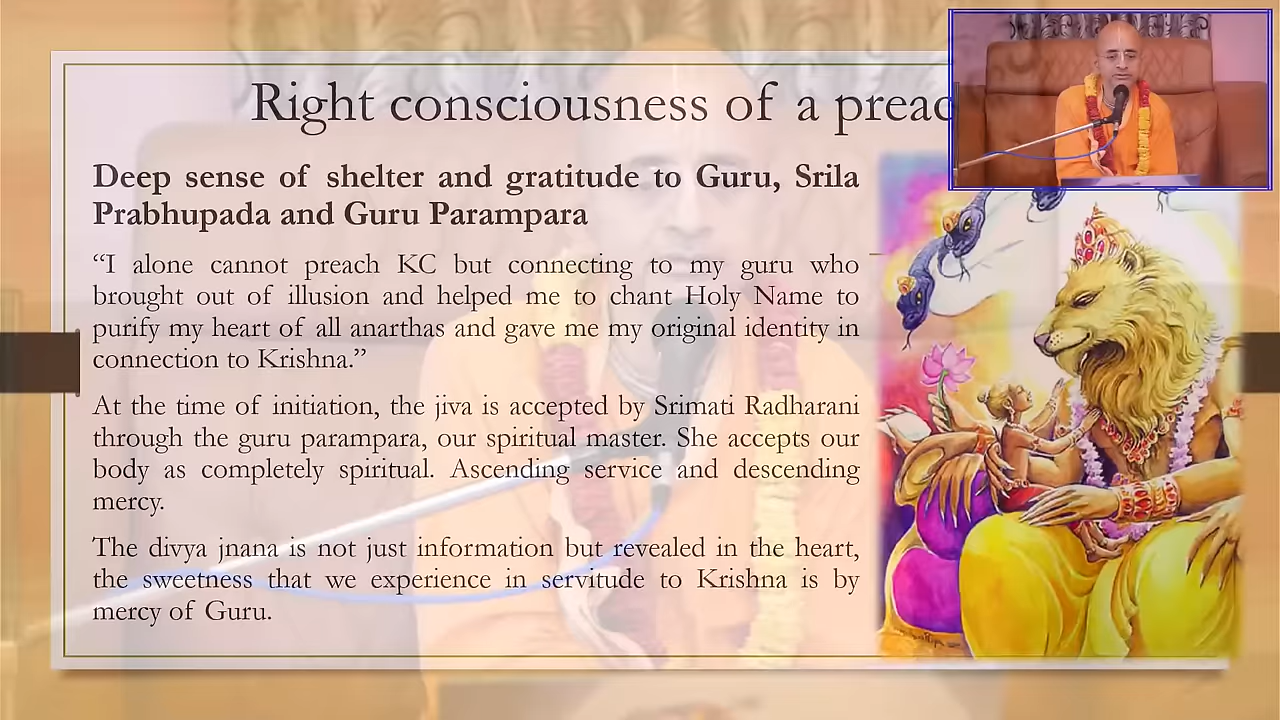 Right consciousness of a preac
Deep sense of shelter and gratitude to Guru, Srila
Prabhupada and Guru Parampara
“I alone cannot preach KC but connecting to my guru who
brought out of illusion and helped me to chant Holy Name to
purify my heart of all anarthas and gave me my original identity in
connection to Krishna.”
At the time of initiation, the jiva is accepted by Srimati Radharani
through the guru parampara, our spiritual master. She accepts our
body as completely spiritual. Ascending service and descending
mercy.
The divya jnana is not just information but revealed in the heart,
the sweetness that we experience in servitude to Krishna is by
mercy of Guru.